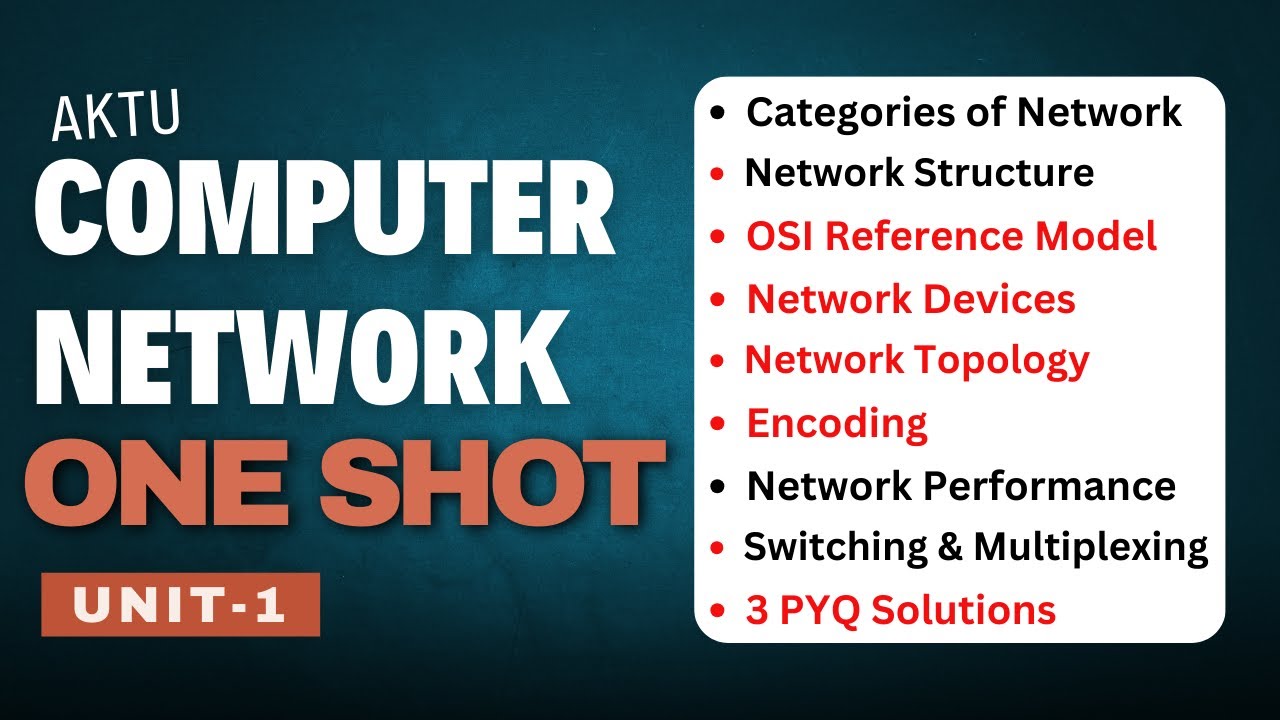 AKTU
COMPUTER
NETWORK
ONE SHOT
UNIT-1
• Categories of Network
• Network Structure
• OSI Reference Model
• Network Devices
• Network Topology
• Encoding
• Network Performance
• Switching & Multiplexing
• 3 PYQ Solutions